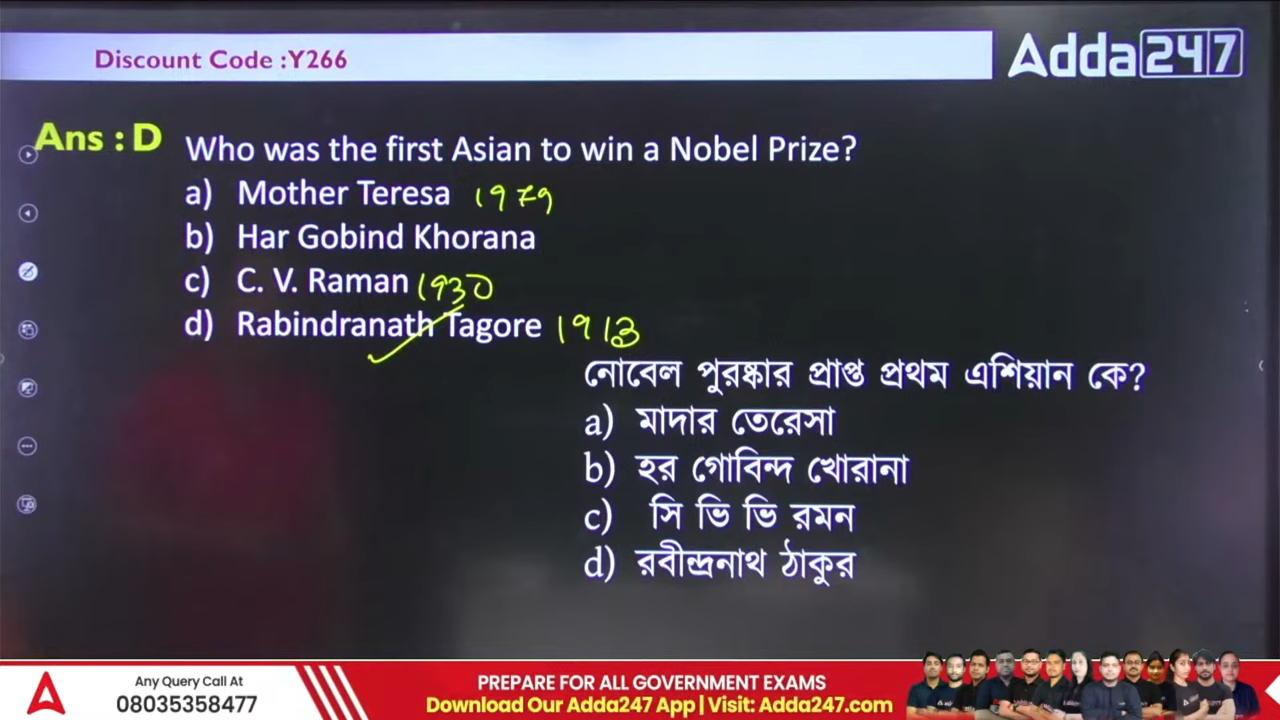 Discount Code :Y266
Adda247
Ans : D
Who was the first Asian to win a Nobel Prize?
a) Mother Teresa 1979
b) Har Gobind Khorana
c) C. V. Raman 1930
d) Rabindranath Tagore 1913
নোবেল পুরষ্কার প্রাপ্ত প্রথম এশিয়ান কে?
a) মাদার তেরেসা
b) হর গোবিন্দ খোরানা
c) সি ভি ভি রমন
d) রবীন্দ্রনাথ ঠাকুর
Any Query Call At
08035358477
PREPARE FOR ALL GOVERNMENT EXAMS
Download Our Adda247 App | Visit: Adda247.com